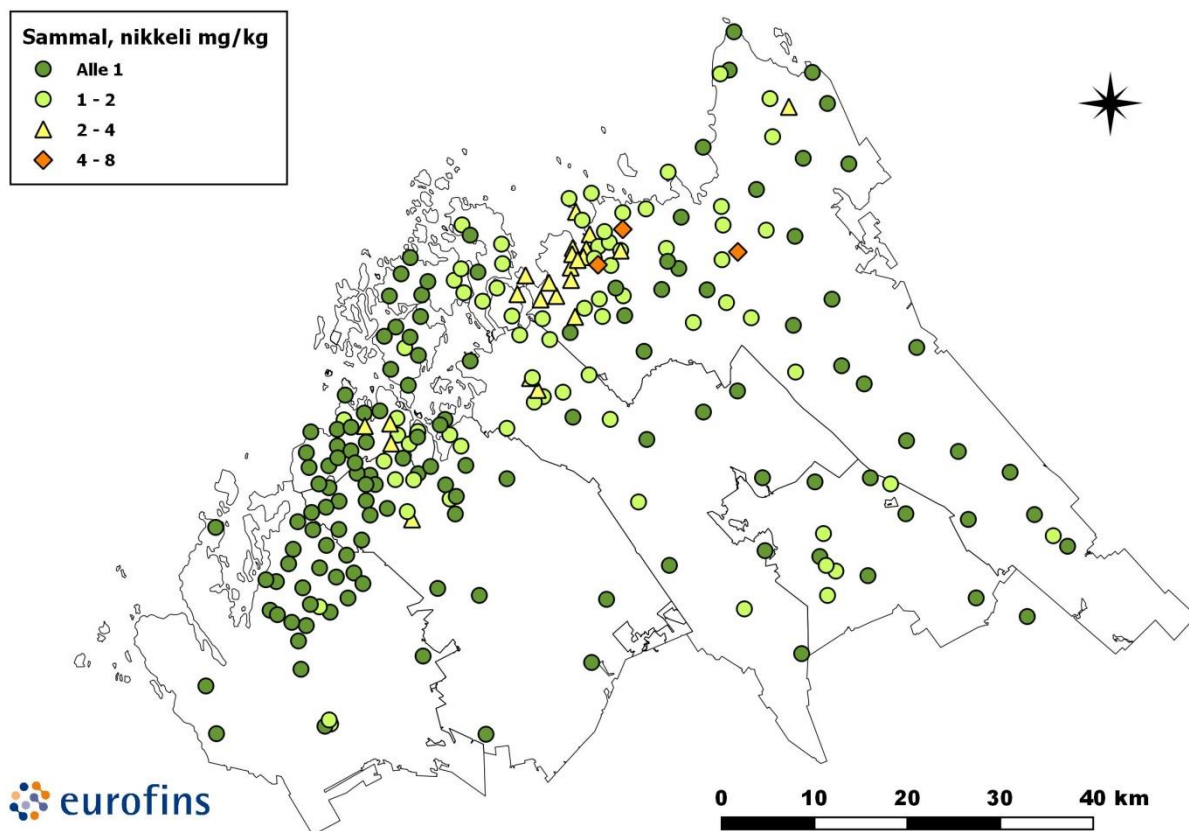 Sammal, nikkeli mg/kg
Alle 1
1 - 2
2 - 4
4 - 8
eurofins
0 10 20 30 40 km